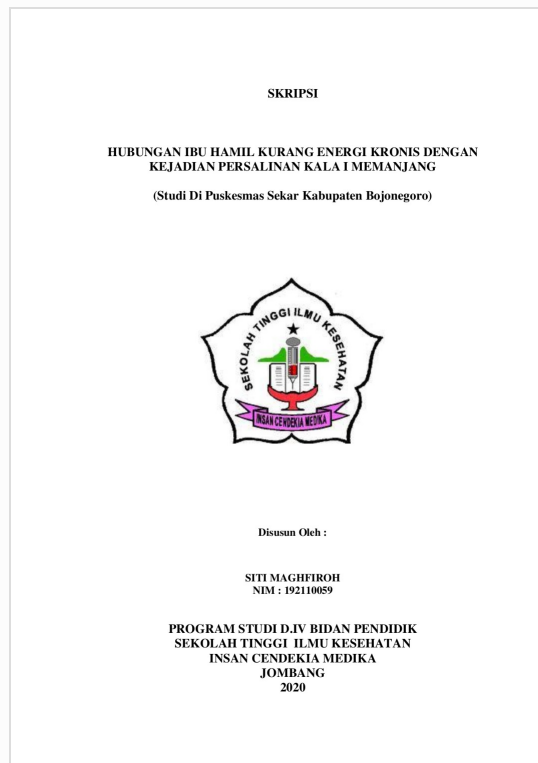 SKRIPSI
HUBUNGAN IBU HAMIL KURANG ENERGI KRONIS DENGAN
KEJADIAN PERSALINAN KALA I MEMANJANG
(Studi Di Puskesmas Sekar Kabupaten Bojonegoro)
SEKOLAH TINGGI ILMU KESEHATAN
INSAN CENDEKIA MEDIKA
Disusun Oleh :
SITI MAGHFIROH
NIM : 192110059
PROGRAM STUDI D.IV BIDAN PENDIDIK
SEKOLAH TINGGI ILMU KESEHATAN
INSAN CENDEKIA MEDIKA
JOMBANG
2020